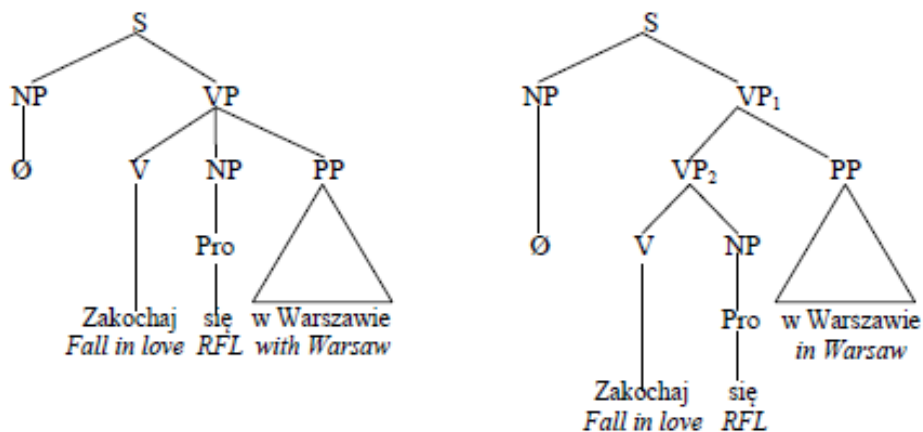 S S
NP VP NP VP₁
Ø V NP PP VP₂ PP
Pro Ø V NP
Zakochaj się w Warszawie Pro w Warszawie
Fall in love RFL with Warsaw in Warsaw
Zakochaj się
Fall in love RFL